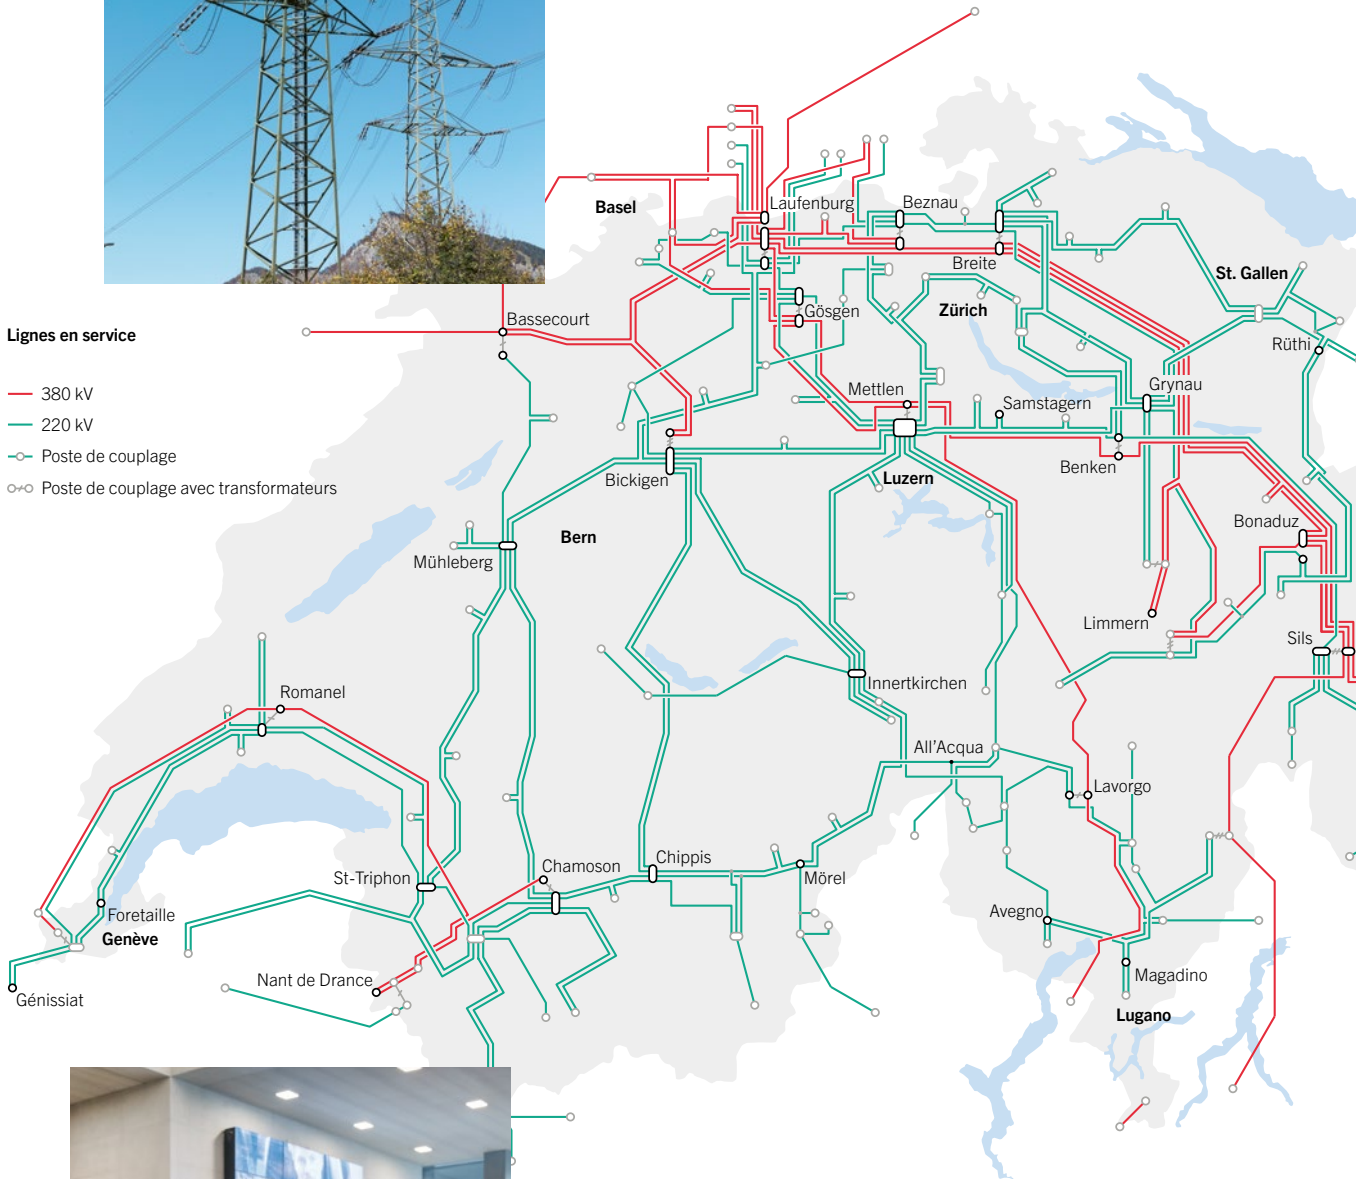 Lignes en service
380 kV
220 kV
Poste de couplage
Poste de couplage avec transformateurs
Basel
Laufenburg
Beznau
Breite
St. Gallen
Zürich
Rüthi
Gösgen
Bassecourt
Mettlen
Samstagern
Grynau
Benken
Bickigen
Luzern
Bonaduz
Bern
Mühleberg
Limmern
Sils
Innertkirchen
Romanel
All'Acqua
Lavorgo
St-Triphon
Chamoson
Chippis
Mörel
Foretaille
Genève
Avegno
Nant de Drance
Génissiat
Magadino
Lugano